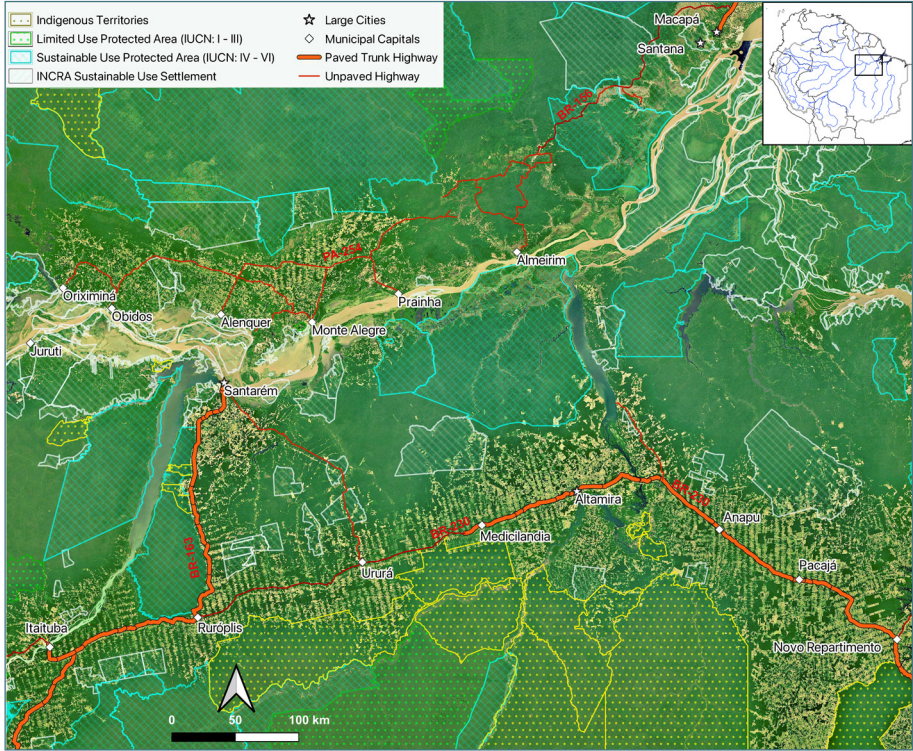 Indigenous Territories
Limited Use Protected Area (IUCN: I - III)
Sustainable Use Protected Area (IUCN: IV - VI)
INCRA Sustainable Use Settlement
Large Cities
Municipal Capitals
Paved Trunk Highway
Unpaved Highway
Macapá
Santana
BR-156
PA-254
Almeirim
Oriximiná
Obidos
Prainha
Alenquer
Monte Alegre
Juruti
Santarém
Altamira
BR-230
BR-230
Anapu
Medicilandia
BR-163
Ururá
Pacajá
Itaituba
Ruróplis
Novo Repartimento
0 50 100 km